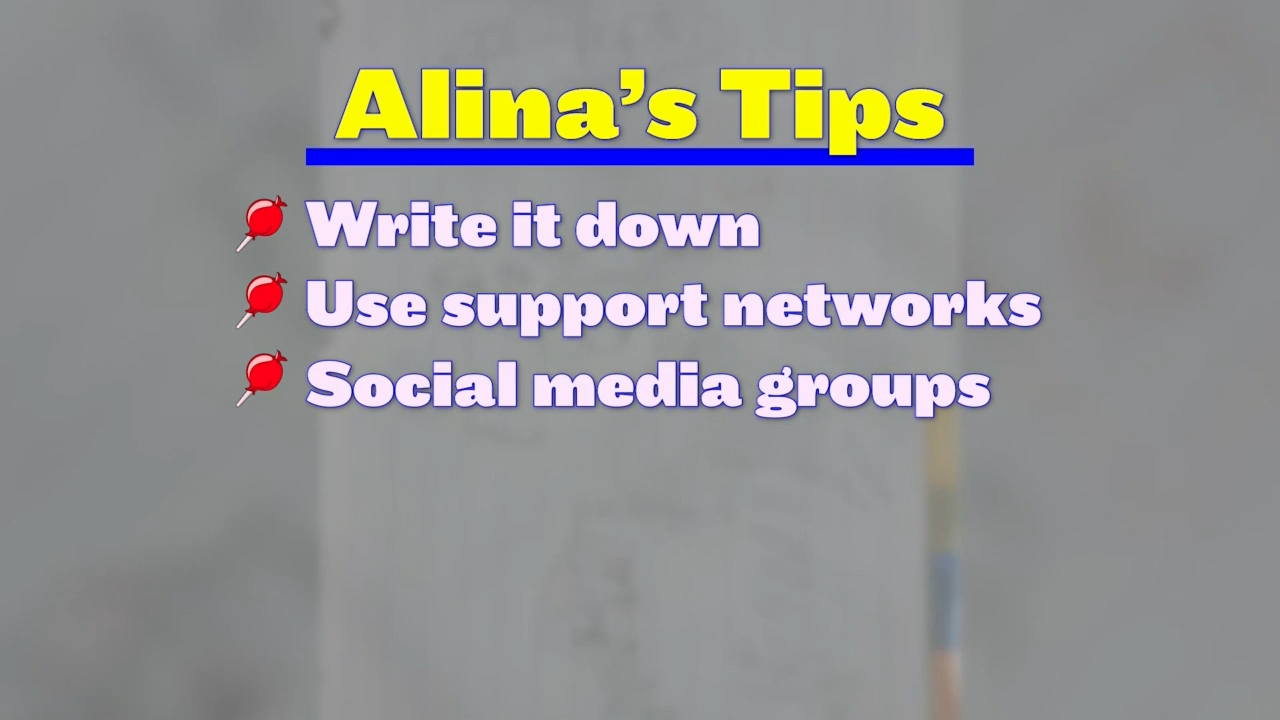 Alina’s Tips
Write it down
Use support networks
Social media groups